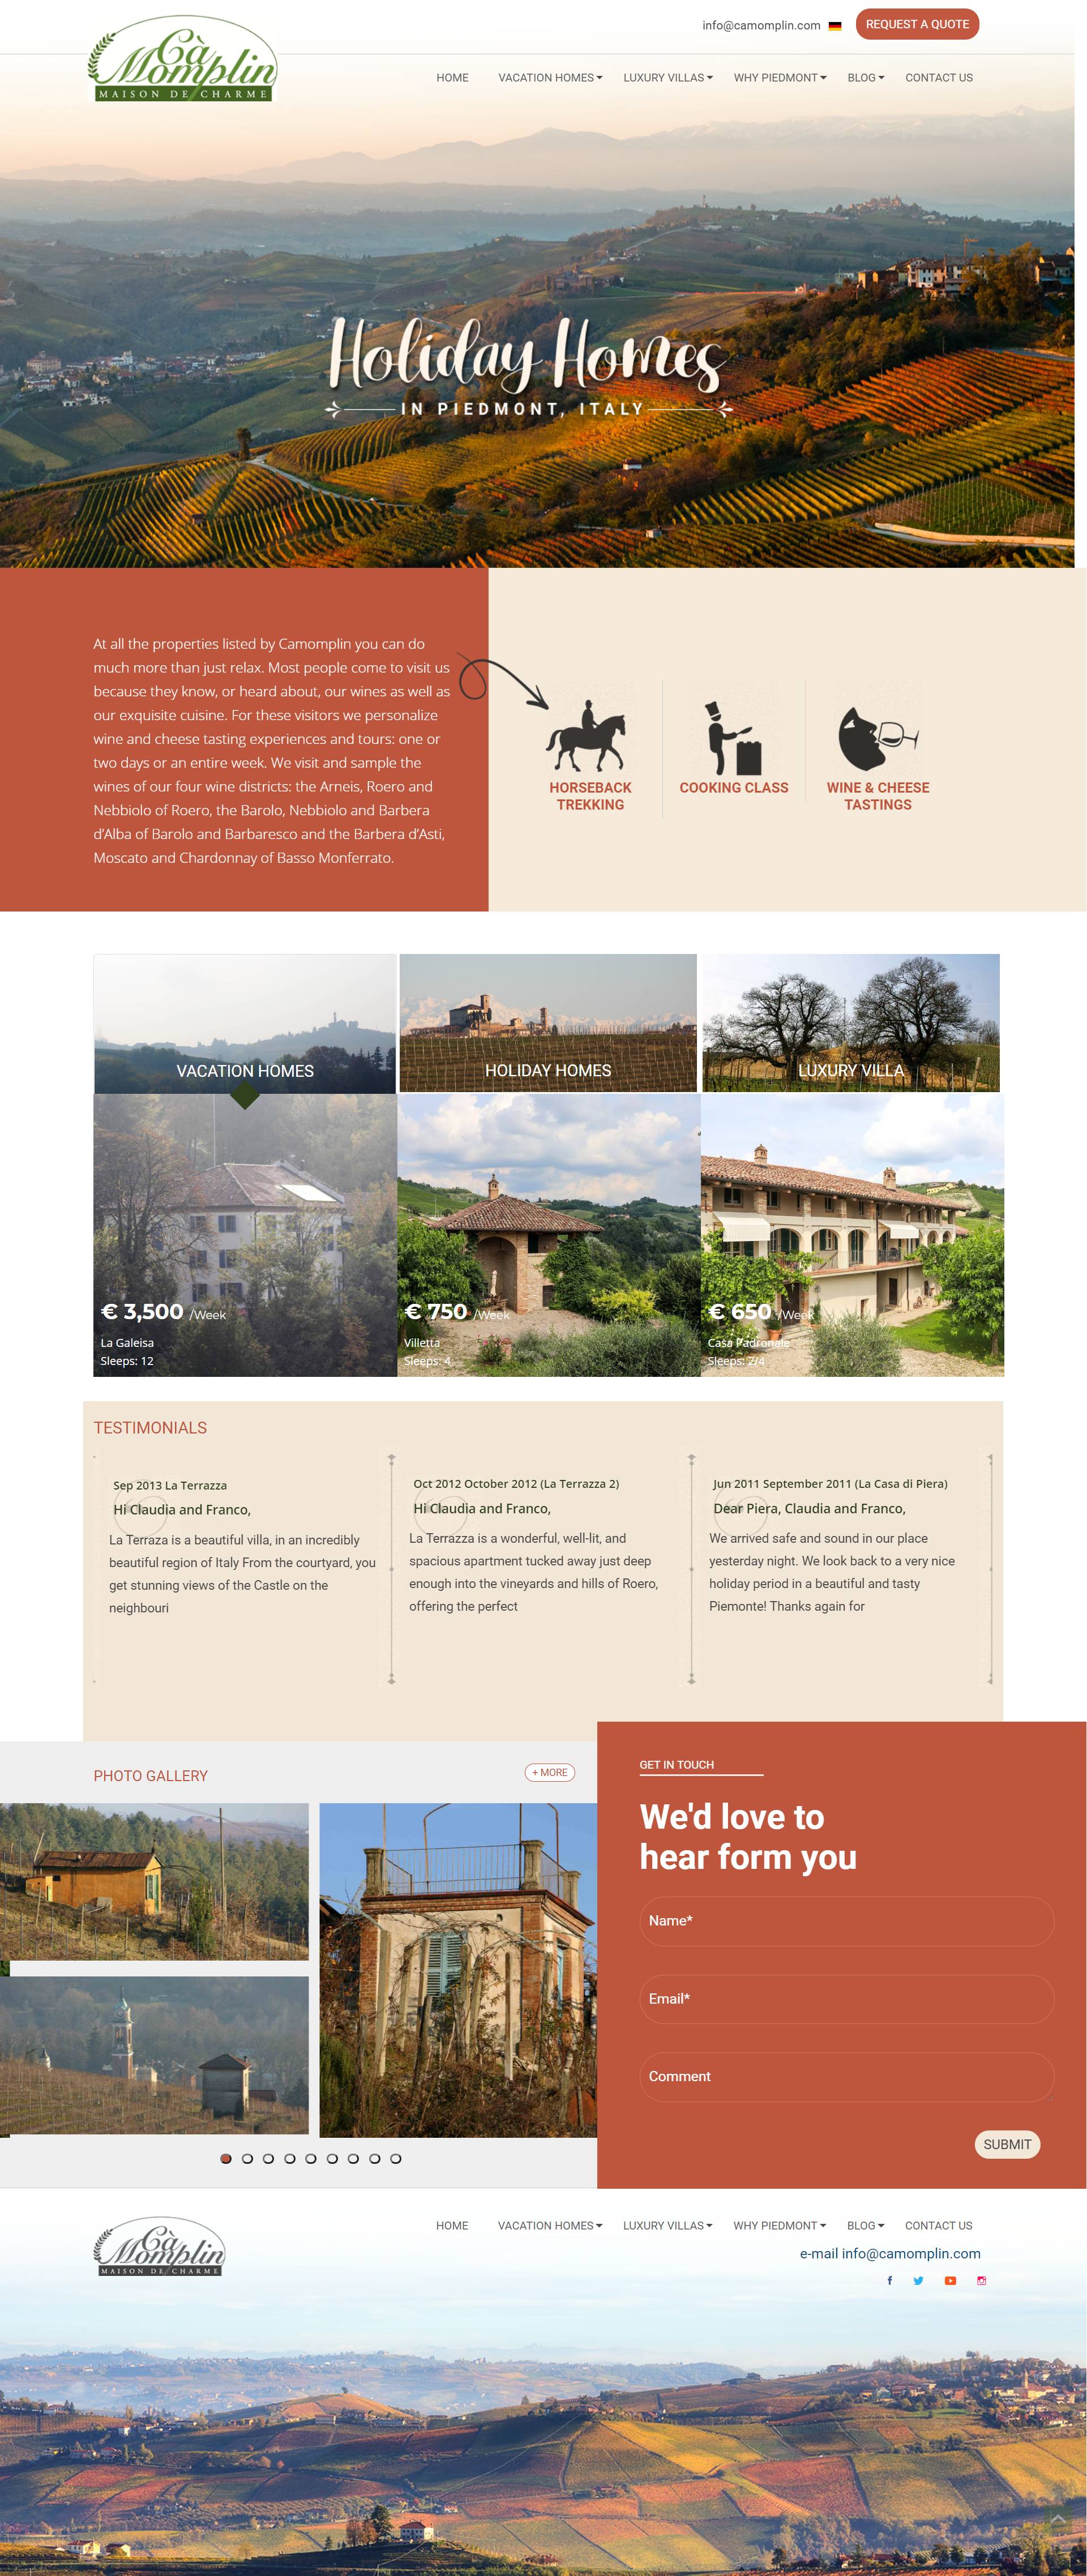 info@camomplin.com
REQUEST A QUOTE
Cà
Momplin
MAISON DE CHARME
HOME VACATION HOMES LUXURY VILLAS WHY PIEDMONT BLOG CONTACT US
Holiday Homes
IN PIEDMONT, ITALY
At all the properties listed by Camomplin you can do
much more than just relax. Most people come to visit us
because they know, or heard about, our wines as well as
our exquisite cuisine. For these visitors we personalize
wine and cheese tasting experiences and tours: one or
two days or an entire week. We visit and sample the
wines of our four wine districts: the Arneis, Roero and
Nebbiolo of Roero, the Barolo, Nebbiolo and Barbera
d'Alba of Barolo and Barbaresco and the Barbera d'Asti,
Moscato and Chardonnay of Basso Monferrato.
HORSEBACK
TREKKING
COOKING CLASS
WINE & CHEESE
TASTINGS
VACATION HOMES
HOLIDAY HOMES
LUXURY VILLA
€ 3,500 /Week
La Galeisa
Sleeps: 12
€ 750 /Week
Villetta
Sleeps: 4
€ 650 /Week
Casa Padronale
Sleeps: 2/4
TESTIMONIALS
Sep 2013 La Terrazza
Hi Claudia and Franco,
La Terraza is a beautiful villa, in an incredibly
beautiful region of Italy From the courtyard, you
get stunning views of the Castle on the
neighbouri
Oct 2012 October 2012 (La Terrazza 2)
Hi Claudia and Franco,
La Terrazza is a wonderful, well-lit, and
spacious apartment tucked away just deep
enough into the vineyards and hills of Roero,
offering the perfect
Jun 2011 September 2011 (La Casa di Piera)
Dear Piera, Claudia and Franco,
We arrived safe and sound in our place
yesterday night. We look back to a very nice
holiday period in a beautiful and tasty
Piemonte! Thanks again for
PHOTO GALLERY
+ MORE
GET IN TOUCH
We'd love to
hear form you
Name*
Email*
Comment
SUBMIT
Cà
Momplin
MAISON DE CHARME
HOME VACATION HOMES LUXURY VILLAS WHY PIEDMONT BLOG CONTACT US
e-mail info@camomplin.com